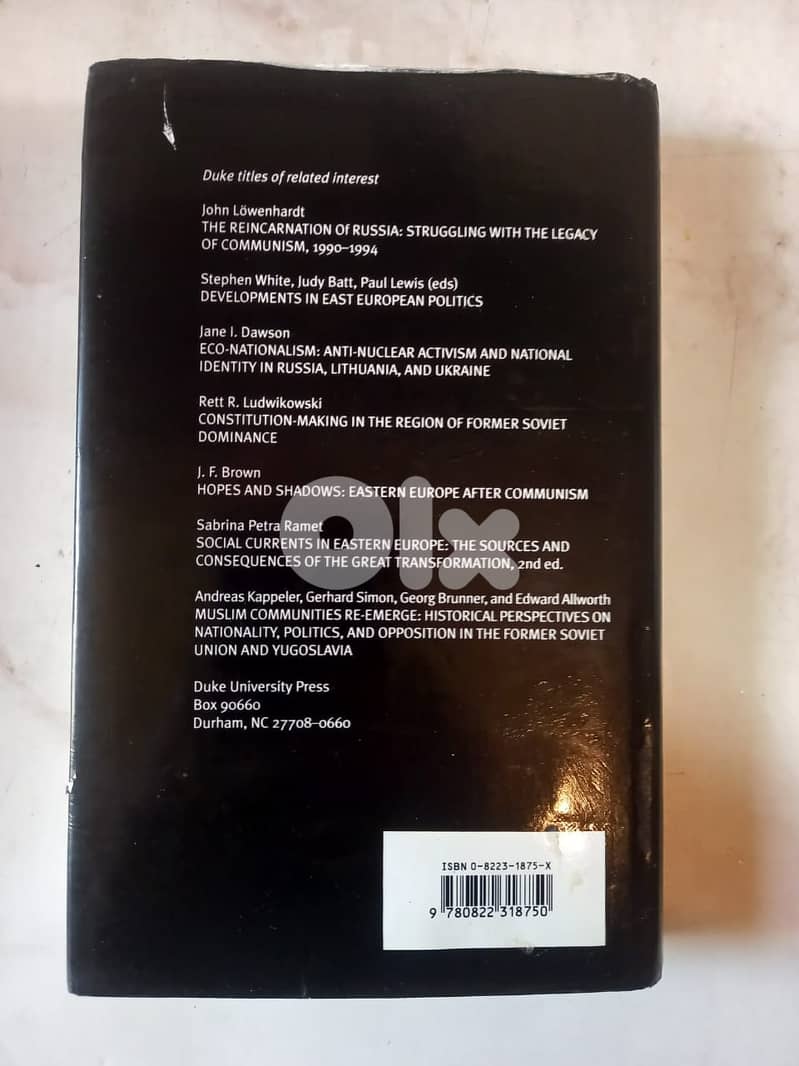 Duke titles of related interest
John Löwenhardt
THE REINCARNATION Of RUSSIA: STRUGGLING WITH THE LEGACY
OF COMMUNISM, 1990–1994
Stephen White, Judy Batt, Paul Lewis (eds)
DEVELOPMENTS IN EAST EUROPEAN POLITICS
Jane I. Dawson
ECO-NATIONALISM: ANTI-NUCLEAR ACTIVISM AND NATIONAL
IDENTITY IN RUSSIA, LITHUANIA, AND UKRAINE
Rett R. Ludwikowski
CONSTITUTION-MAKING IN THE REGION OF FORMER SOVIET
DOMINANCE
J. F. Brown
HOPES AND SHADOWS: EASTERN EUROPE AFTER COMMUNISM
Sabrina Petra Ramet
SOCIAL CURRENTS IN EASTERN EUROPE: THE SOURCES AND
CONSEQUENCES OF THE GREAT TRANSFORMATION, 2nd ed.
olx
Andreas Kappeler, Gerhard Simon, Georg Brunner, and Edward Allworth
MUSLIM COMMUNITIES RE-EMERGE: HISTORICAL PERSPECTIVES ON
NATIONALITY, POLITICS, AND OPPOSITION IN THE FORMER SOVIET
UNION AND YUGOSLAVIA
Duke University Press
Box 90660
Durham, NC 27708–0660
ISBN 0-8223-1875-X
9 780822 318750